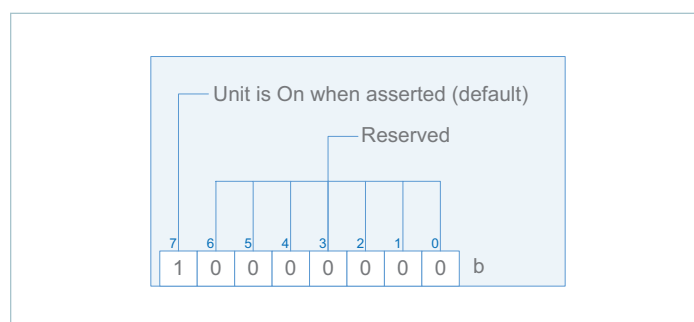 Unit is On when asserted (default)
Reserved
7 6 5 4 3 2 1 0
1 0 0 0 0 0 0 0 b